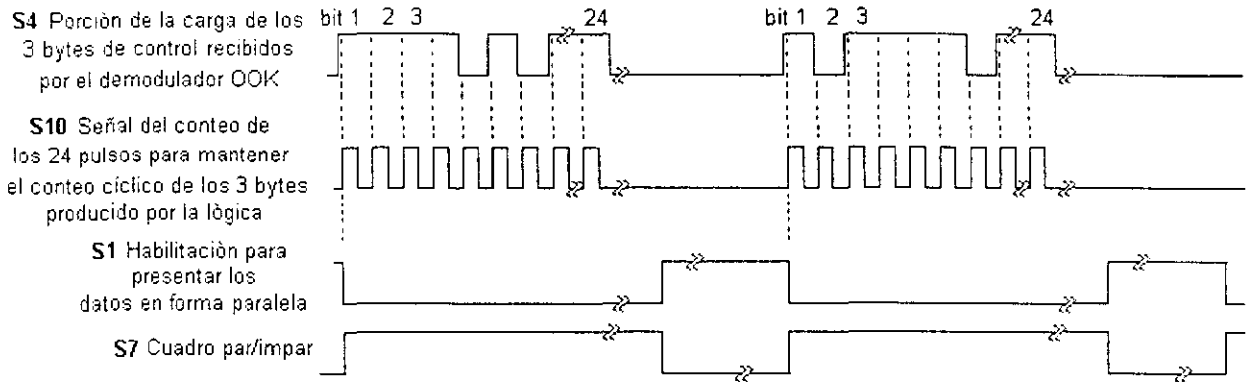 S4 Porciòn de la carga de los
3 bytes de control recibidos
por el demodulador OOK
bit 1 2 3 24
bit 1 2 3 24
S10 Señal del conteo de
los 24 pulsos para mantener
el conteo cíclico de los 3 bytes
producido por la lògica
S1 Habilitaciòn para
presentar los
datos en forma paralela
S7 Cuadro par/impar